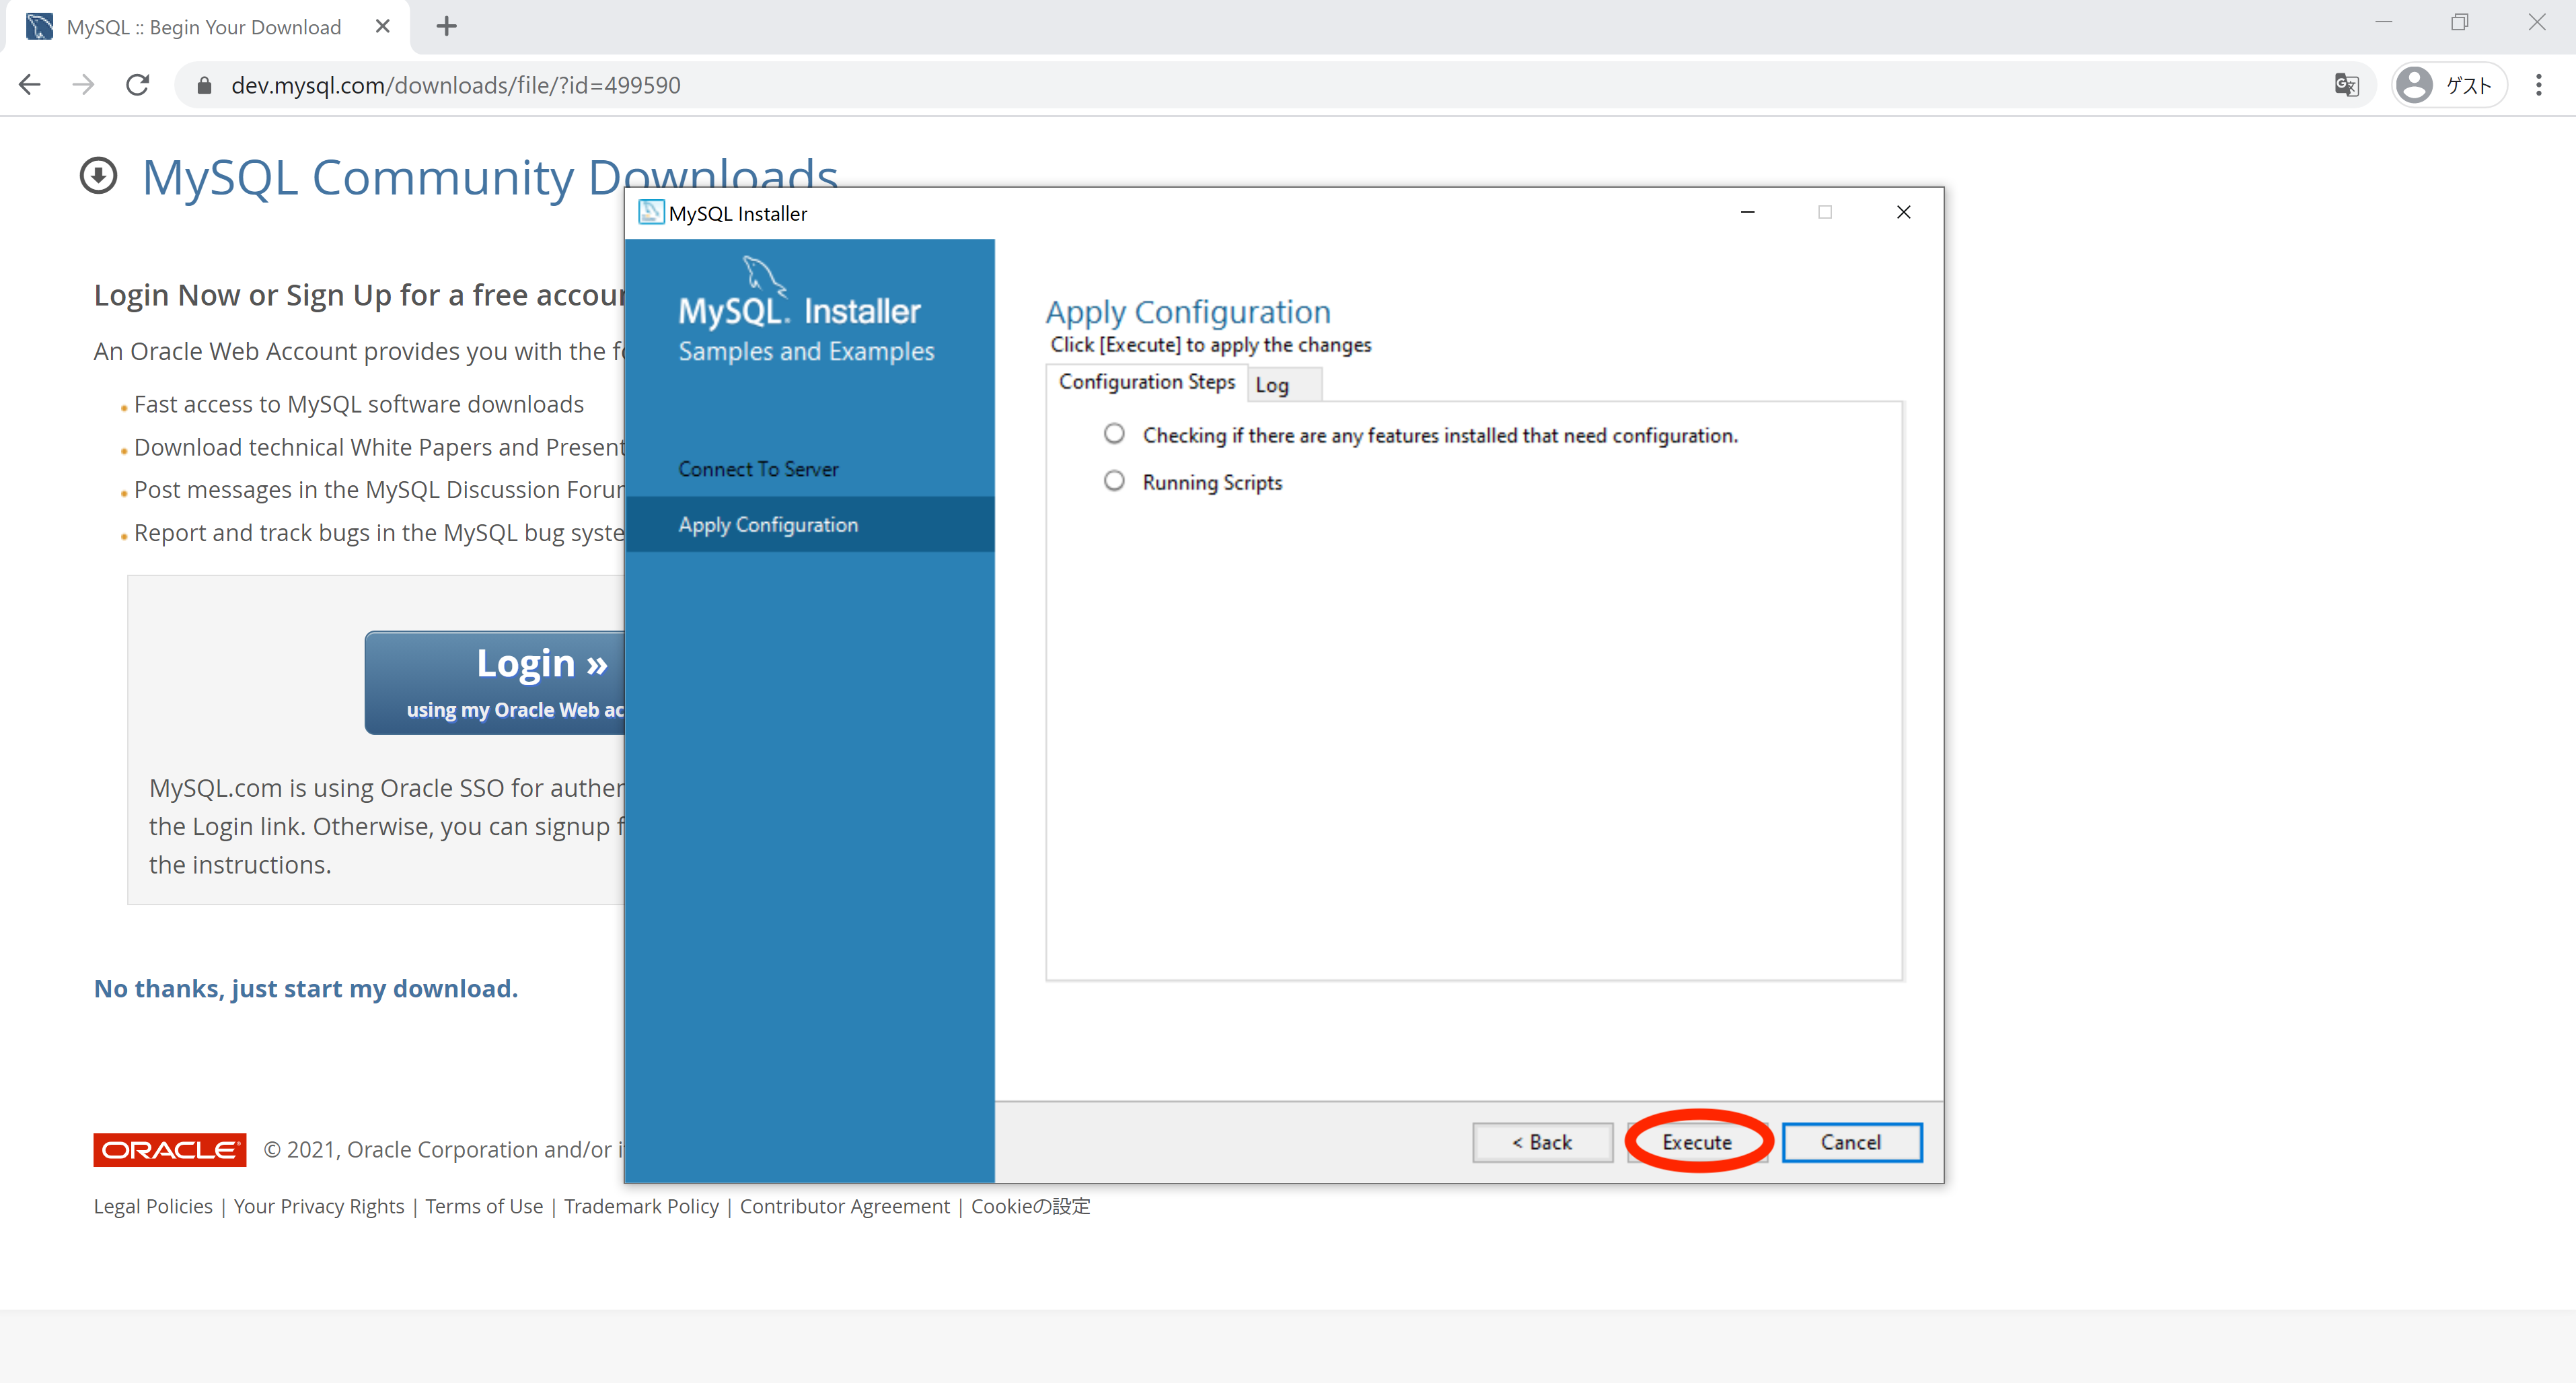 MySQL :: Begin Your Download
dev.mysql.com/downloads/file/?id=499590
ゲスト
MySQL Community Downloads
Login Now or Sign Up for a free accoun
An Oracle Web Account provides you with the fo
Fast access to MySQL software downloads
Download technical White Papers and Present
Post messages in the MySQL Discussion Forum
Report and track bugs in the MySQL bug syste
Login »
using my Oracle Web ac
MySQL.com is using Oracle SSO for authen
the Login link. Otherwise, you can signup f
the instructions.
No thanks, just start my download.
ORACLE
© 2021, Oracle Corporation and/or i
Legal Policies | Your Privacy Rights | Terms of Use | Trademark Policy | Contributor Agreement | Cookieの設定
MySQL Installer
MySQL. Installer
Samples and Examples
Connect To Server
Apply Configuration
Apply Configuration
Click [Execute] to apply the changes
Configuration Steps
Log
Checking if there are any features installed that need configuration.
Running Scripts
< Back
Execute
Cancel